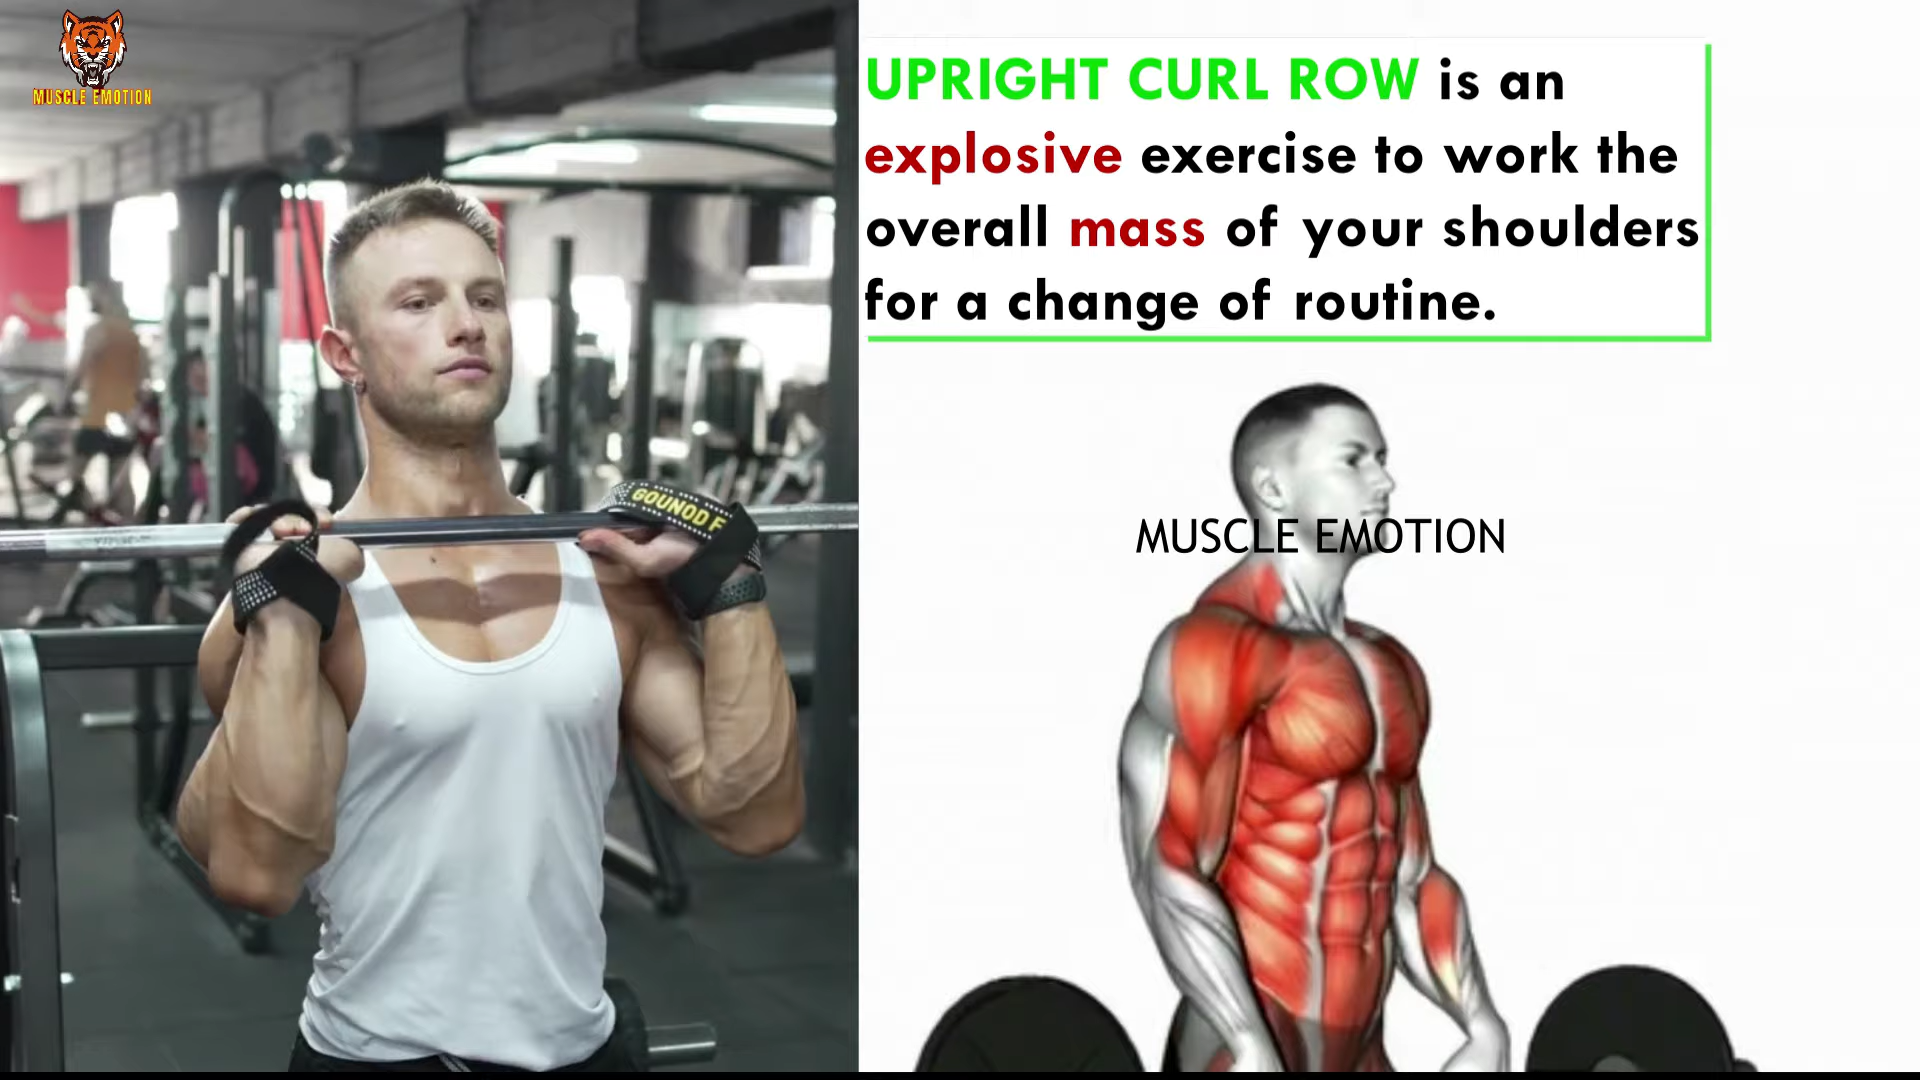 MUSCLE EMOTION
UPRIGHT CURL ROW is an
explosive exercise to work the
overall mass of your shoulders
for a change of routine.
GOUNOD F
MUSCLE EMOTION